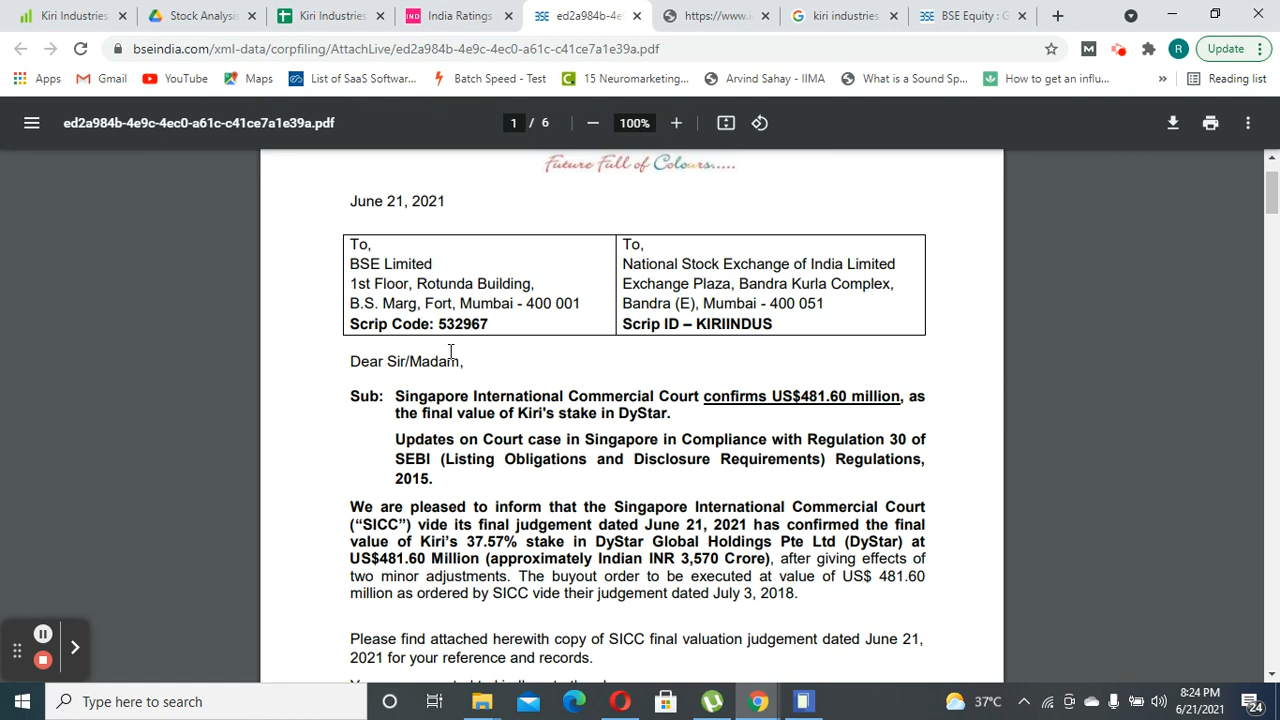 Kiri Industries
Stock Analysis
Kiri Industries
IND India Ratings
BSE ed2a984b-4e9
https://www.
kiri industries
BSE BSE Equity : G
bseindia.com/xml-data/corpfiling/AttachLive/ed2a984b-4e9c-4ec0-a61c-c41ce7a1e39a.pdf
M
R
Update
Apps
Gmail
YouTube
Maps
List of SaaS Softwar...
Batch Speed - Test
15 Neuromarketing...
Arvind Sahay - IIMA
What is a Sound Sp...
How to get an influ...
»
Reading list
ed2a984b-4e9c-4ec0-a61c-c41ce7a1e39a.pdf
1 / 6
100%
Future Full of Colours.....
June 21, 2021
To,
BSE Limited
1st Floor, Rotunda Building,
B.S. Marg, Fort, Mumbai - 400 001
Scrip Code: 532967
To,
National Stock Exchange of India Limited
Exchange Plaza, Bandra Kurla Complex,
Bandra (E), Mumbai - 400 051
Scrip ID – KIRIINDUS
Dear Sir/Madam,
Sub: Singapore International Commercial Court confirms US$481.60 million, as
the final value of Kiri's stake in DyStar.
Updates on Court case in Singapore in Compliance with Regulation 30 of
SEBI (Listing Obligations and Disclosure Requirements) Regulations,
2015.
We are pleased to inform that the Singapore International Commercial Court
(“SICC”) vide its final judgement dated June 21, 2021 has confirmed the final
value of Kiri’s 37.57% stake in DyStar Global Holdings Pte Ltd (DyStar) at
US$481.60 Million (approximately Indian INR 3,570 Crore), after giving effects of
two minor adjustments. The buyout order to be executed at value of US$ 481.60
million as ordered by SICC vide their judgement dated July 3, 2018.
Please find attached herewith copy of SICC final valuation judgement dated June 21,
2021 for your reference and records.
Type here to search
37°C
8:24 PM
6/21/2021
24